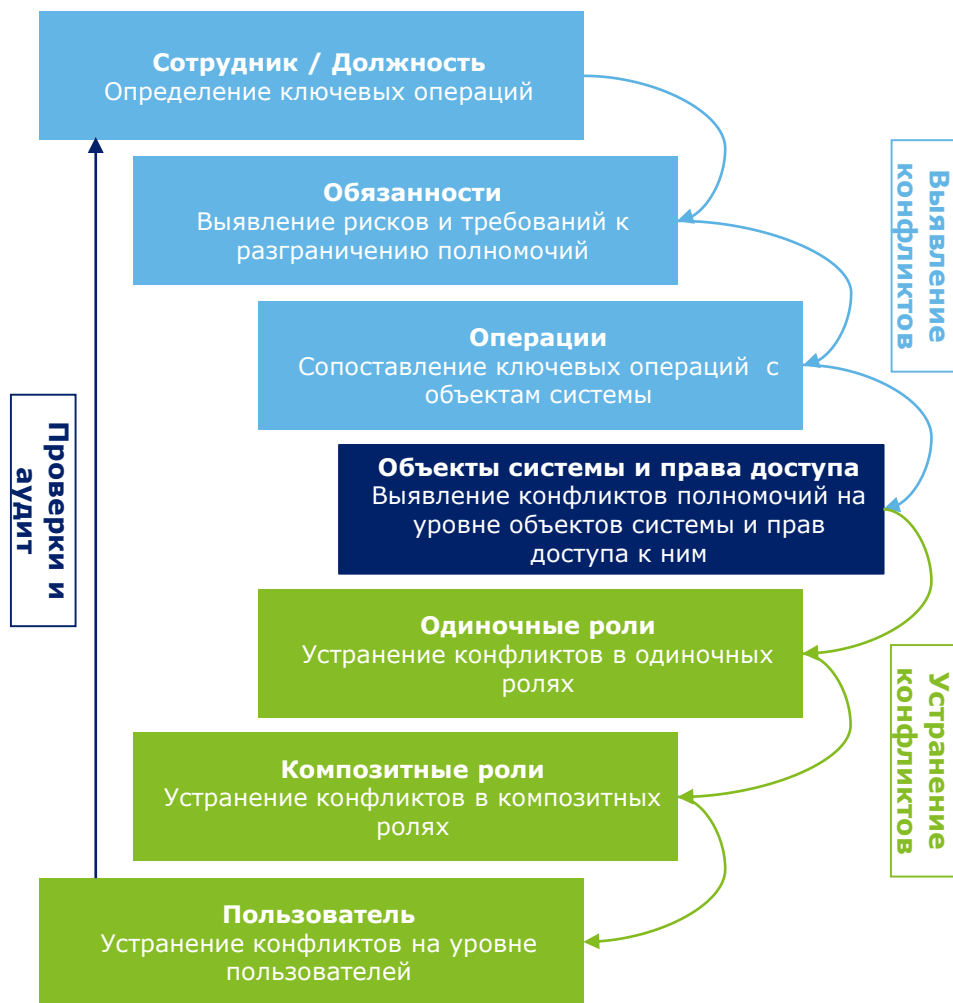 Сотрудник / Должность
Определение ключевых операций
Обязанности
Выявление рисков и требований к
разграничению полномочий
Операции
Сопоставление ключевых операций  с
объектам системы
Объекты системы и права доступа
Выявление конфликтов полномочий на
уровне объектов системы и прав
доступа к ним
Одиночные роли
Устранение конфликтов в одиночных
ролях
Композитные роли
Устранение конфликтов в композитных
ролях
Пользователь
Устранение конфликтов на уровне
пользователей
Проверки и
аудит
Выявление
конфликтов
Устранение
конфликтов